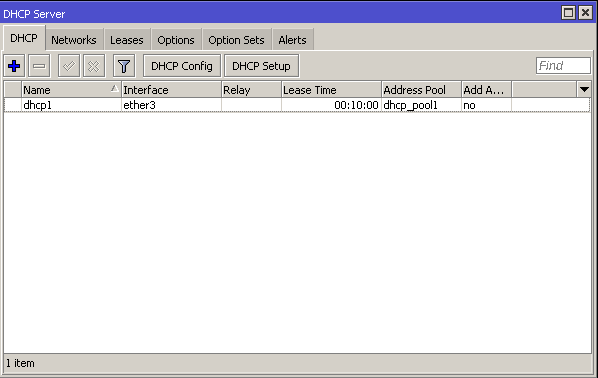 DHCP Server
DHCP Networks Leases Options Option Sets Alerts
DHCP Config DHCP Setup Find
Name Interface Relay Lease Time Address Pool Add A...
dhcp1 ether3 00:10:00 dhcp_pool1 no
1 item